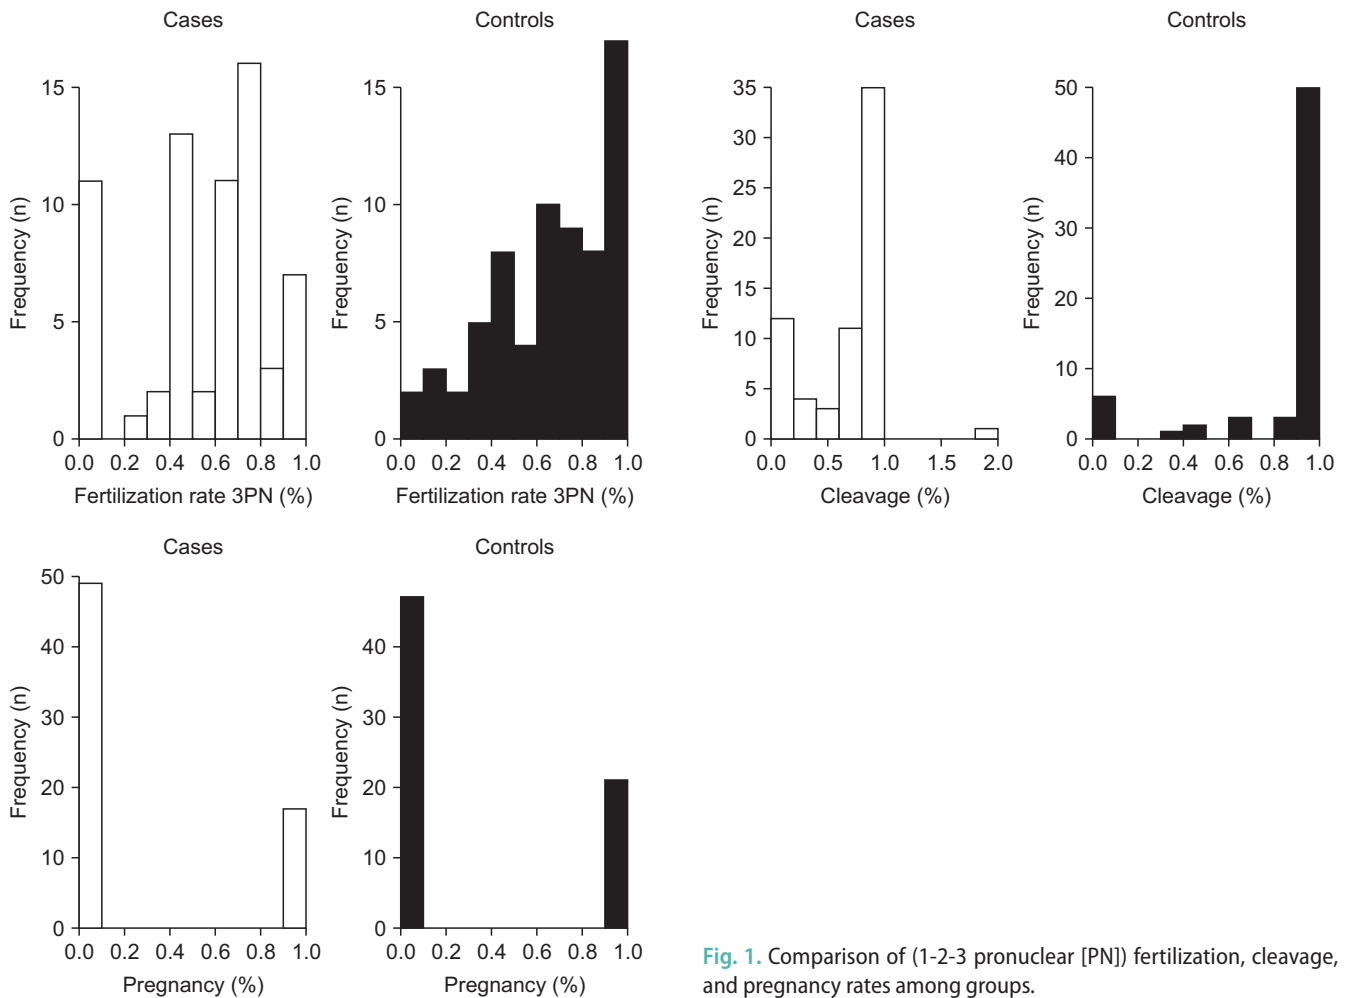 Cases
15
10
5
0
Frequency (n)
0.0 0.2 0.4 0.6 0.8 1.0
Fertilization rate 3PN (%)
Controls
15
10
5
0
Frequency (n)
0.0 0.2 0.4 0.6 0.8 1.0
Fertilization rate 3PN (%)
Cases
35
30
25
20
15
10
5
0
Frequency (n)
0.0 0.5 1.0 1.5 2.0
Cleavage (%)
Controls
50
40
30
20
10
0
Frequency (n)
0.0 0.2 0.4 0.6 0.8 1.0
Cleavage (%)
Cases
50
40
30
20
10
0
Frequency (n)
0.0 0.2 0.4 0.6 0.8 1.0
Pregnancy (%)
Controls
40
30
20
10
0
Frequency (n)
0.0 0.2 0.4 0.6 0.8 1.0
Pregnancy (%)
Fig. 1. Comparison of (1-2-3 pronuclear [PN]) fertilization, cleavage,
and pregnancy rates among groups.